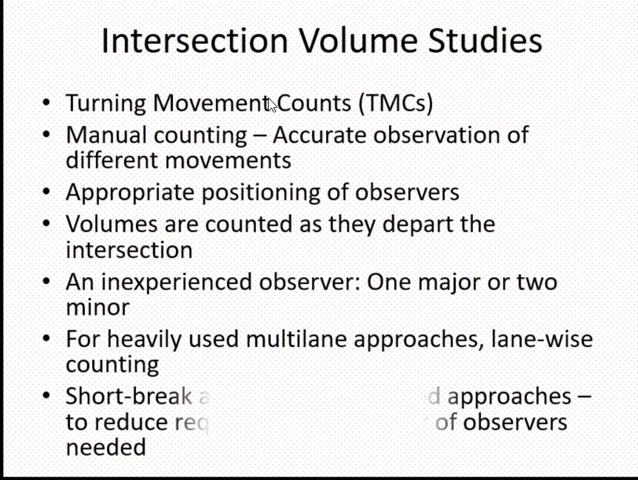 Intersection Volume Studies
• Turning Movement Counts (TMCs)
• Manual counting – Accurate observation of
different movements
• Appropriate positioning of observers
• Volumes are counted as they depart the
intersection
• An inexperienced observer: One major or two
minor
• For heavily used multilane approaches, lane-wise
counting
• Short-break approaches –
to reduce of observers
needed